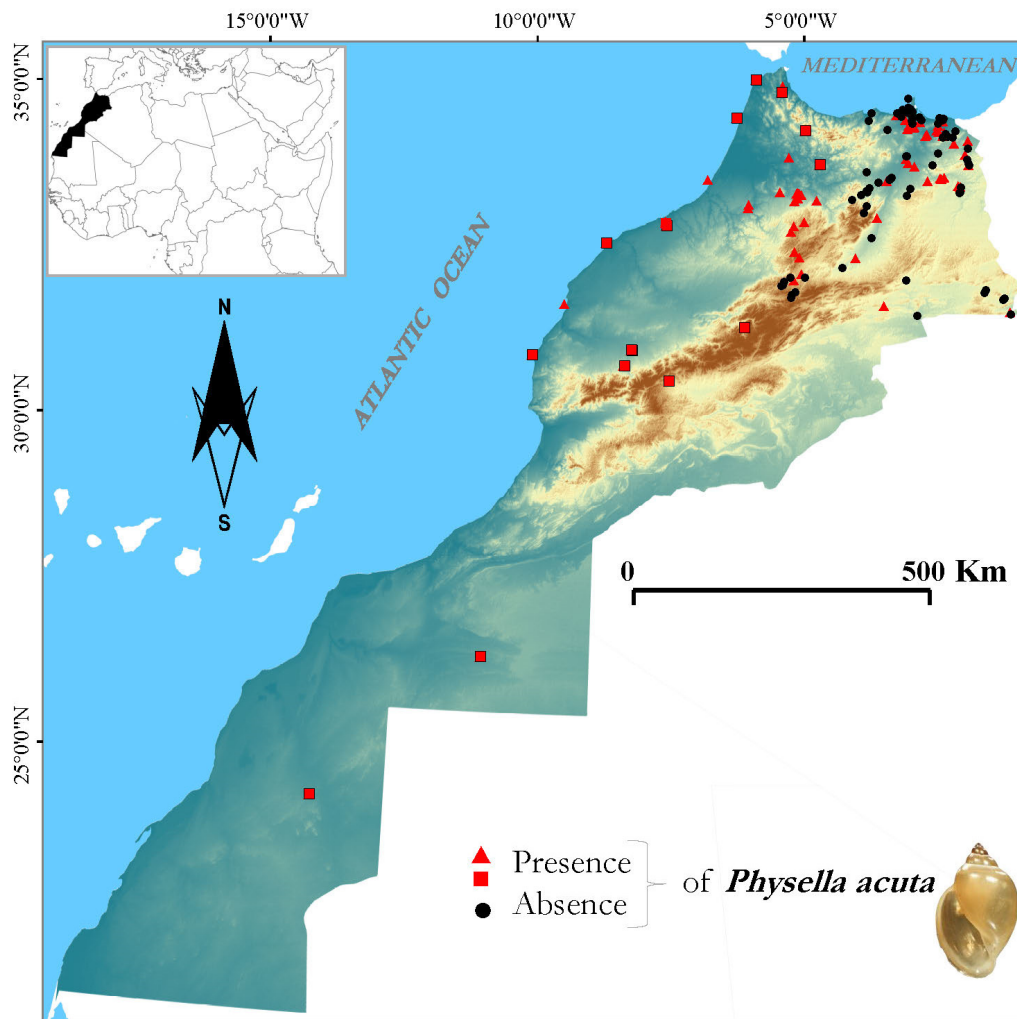 15°0'0"W 10°0'0"W 5°0'0"W
35°0'0"N
30°0'0"N
25°0'0"N
MEDITERRANEAN
ATLANTIC OCEAN
N
S
0 500 Km
Presence
Absence
of Physella acuta